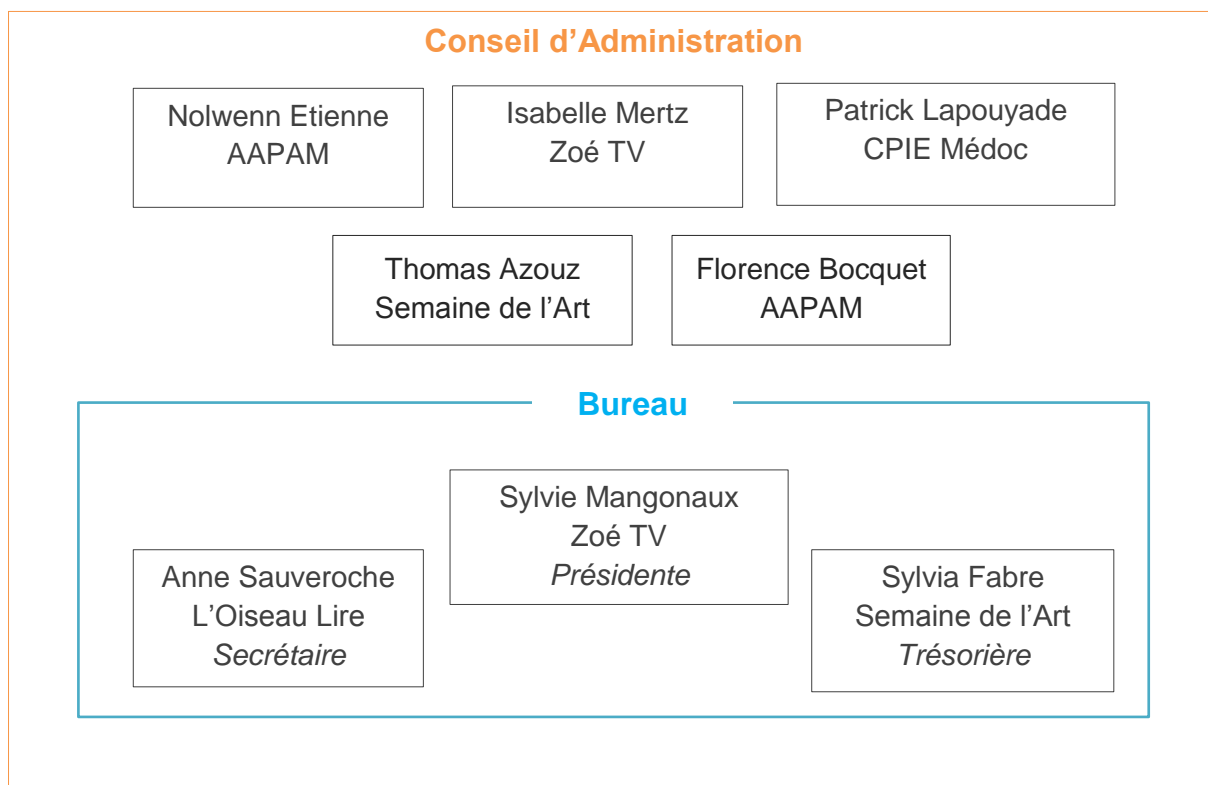 Conseil d’Administration
Nolwenn Etienne
AAPAM
Isabelle Mertz
Zoé TV
Patrick Lapouyade
CPIE Médoc
Thomas Azouz
Semaine de l’Art
Florence Bocquet
AAPAM
Bureau
Sylvie Mangonaux
Zoé TV
Présidente
Anne Sauveroche
L’Oiseau Lire
Secrétaire
Sylvia Fabre
Semaine de l’Art
Trésorière